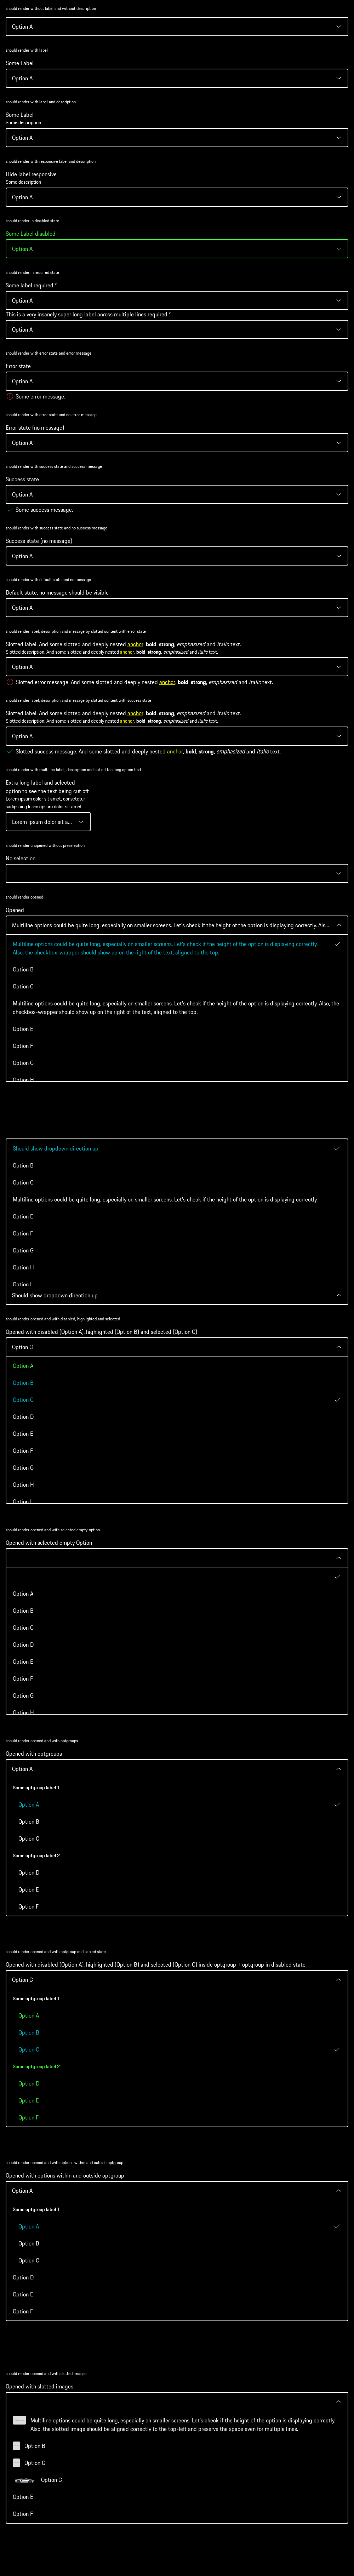 should render without label and without description
Option A
should render with label
Some Label
Option A
should render with label and description
Some Label
Some description
Option A
should render with responsive label and description
Hide label responsive
Some description
Option A
should render in disabled state
Some Label disabled
Option A
should render in required state
Some label required *
Option A
This is a very insanely super long label across multiple lines required *
Option A
should render with error state and error message
Error state
Option A
Some error message.
should render with error state and no error message
Error state (no message)
Option A
should render with success state and success message
Success state
Option A
Some success message.
should render with success state and no success message
Success state (no message)
Option A
should render with default state and no message
Default state, no message should be visible
Option A
should render label, description and message by slotted content with error state
Slotted label. And some slotted and deeply nested anchor, bold, strong, emphasized and italic text.
Slotted description. And some slotted and deeply nested anchor, bold, strong, emphasized and italic text.
Option A
Slotted error message. And some slotted and deeply nested anchor, bold, strong, emphasized and italic text.
should render label, description and message by slotted content with success state
Slotted label. And some slotted and deeply nested anchor, bold, strong, emphasized and italic text.
Slotted description. And some slotted and deeply nested anchor, bold, strong, emphasized and italic text.
Option A
Slotted success message. And some slotted and deeply nested anchor, bold, strong, emphasized and italic text.
should render with multiline label, description and cut off too long option text
Extra long label and selected
option to see the text being cut off
Lorem ipsum dolor sit amet, consetetur
sadipscing lorem ipsum dolor sit amet
Lorem ipsum dolor sit a...
should render unopened without preselection
No selection
should render opened
Opened
Multiline options could be quite long, especially on smaller screens. Let's check if the height of the option is displaying correctly. Als...
Multiline options could be quite long, especially on smaller screens. Let's check if the height of the option is displaying correctly.
Also, the checkbox-wrapper should show up on the right of the text, aligned to the top.
Option B
Option C
Multiline options could be quite long, especially on smaller screens. Let's check if the height of the option is displaying correctly. Also, the
checkbox-wrapper should show up on the right of the text, aligned to the top.
Option E
Option F
Option G
Option H
Should show dropdown direction up
Option B
Option C
Multiline options could be quite long, especially on smaller screens. Let's check if the height of the option is displaying correctly.
Option E
Option F
Option G
Option H
Option I
Should show dropdown direction up
should render opened and with disabled, highlighted and selected
Opened with disabled (Option A), highlighted (Option B) and selected (Option C)
Option C
Option A
Option B
Option C
Option D
Option E
Option F
Option G
Option H
Option I
should render opened and with selected empty option
Opened with selected empty Option
Option A
Option B
Option C
Option D
Option E
Option F
Option G
Option H
should render opened and with optgroups
Opened with optgroups
Option A
Some optgroup label 1
Option A
Option B
Option C
Some optgroup label 2
Option D
Option E
Option F
should render opened and with optgroup in disabled state
Opened with disabled (Option A), highlighted (Option B) and selected (Option C) inside optgroup + optgroup in disabled state
Option C
Some optgroup label 1
Option A
Option B
Option C
Some optgroup label 2
Option D
Option E
Option F
should render opened and with options within and outside optgroup
Opened with options within and outside optgroup
Option A
Some optgroup label 1
Option A
Option B
Option C
Option D
Option E
Option F
should render opened and with slotted images
Opened with slotted images
Multiline options could be quite long, especially on smaller screens. Let's check if the height of the option is displaying correctly.
Also, the slotted image should be aligned correctly to the top-left and preserve the space even for multiple lines.
Option B
Option C
Option C
Option E
Option F